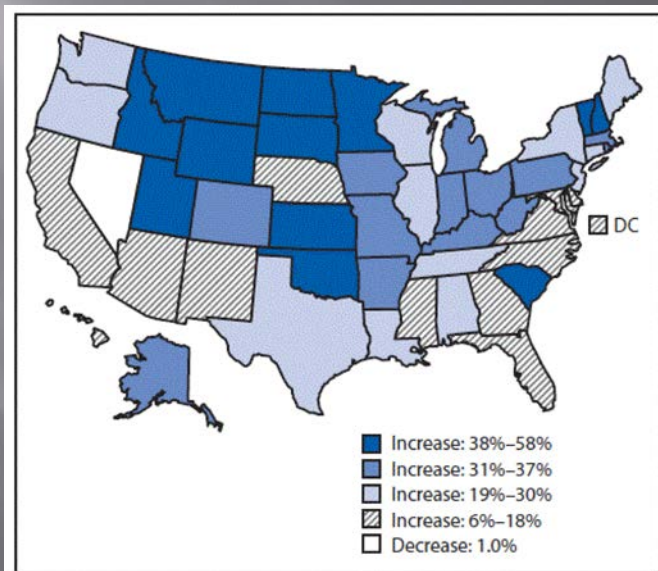 DC
Increase: 38%–58%
Increase: 31%–37%
Increase: 19%–30%
Increase: 6%–18%
Decrease: 1.0%